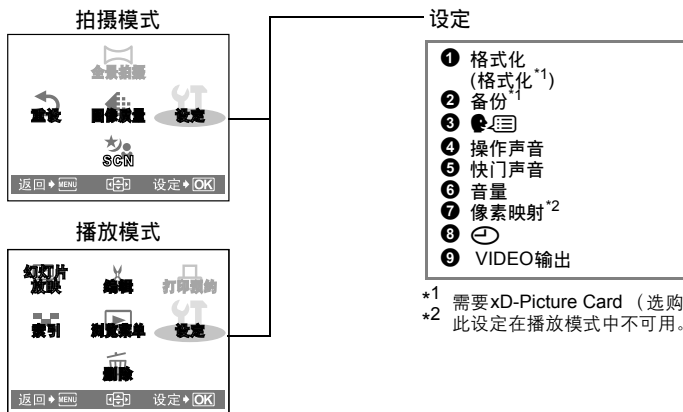 拍摄模式
全景拍摄
重设 图像质量 设定
SCN
返回 MENU 设定 OK
播放模式
幻灯片放映 编辑 打印预约
索引 浏览菜单 设定
删除
返回 MENU 设定 OK
设定
❶ 格式化
(格式化*1)
❷ 备份*1
❸
❹ 操作声音
❺ 快门声音
❻ 音量
❼ 像素映射*2
❽
❾ VIDEO输出
*1 需要xD-Picture Card （选购
*2 此设定在播放模式中不可用。